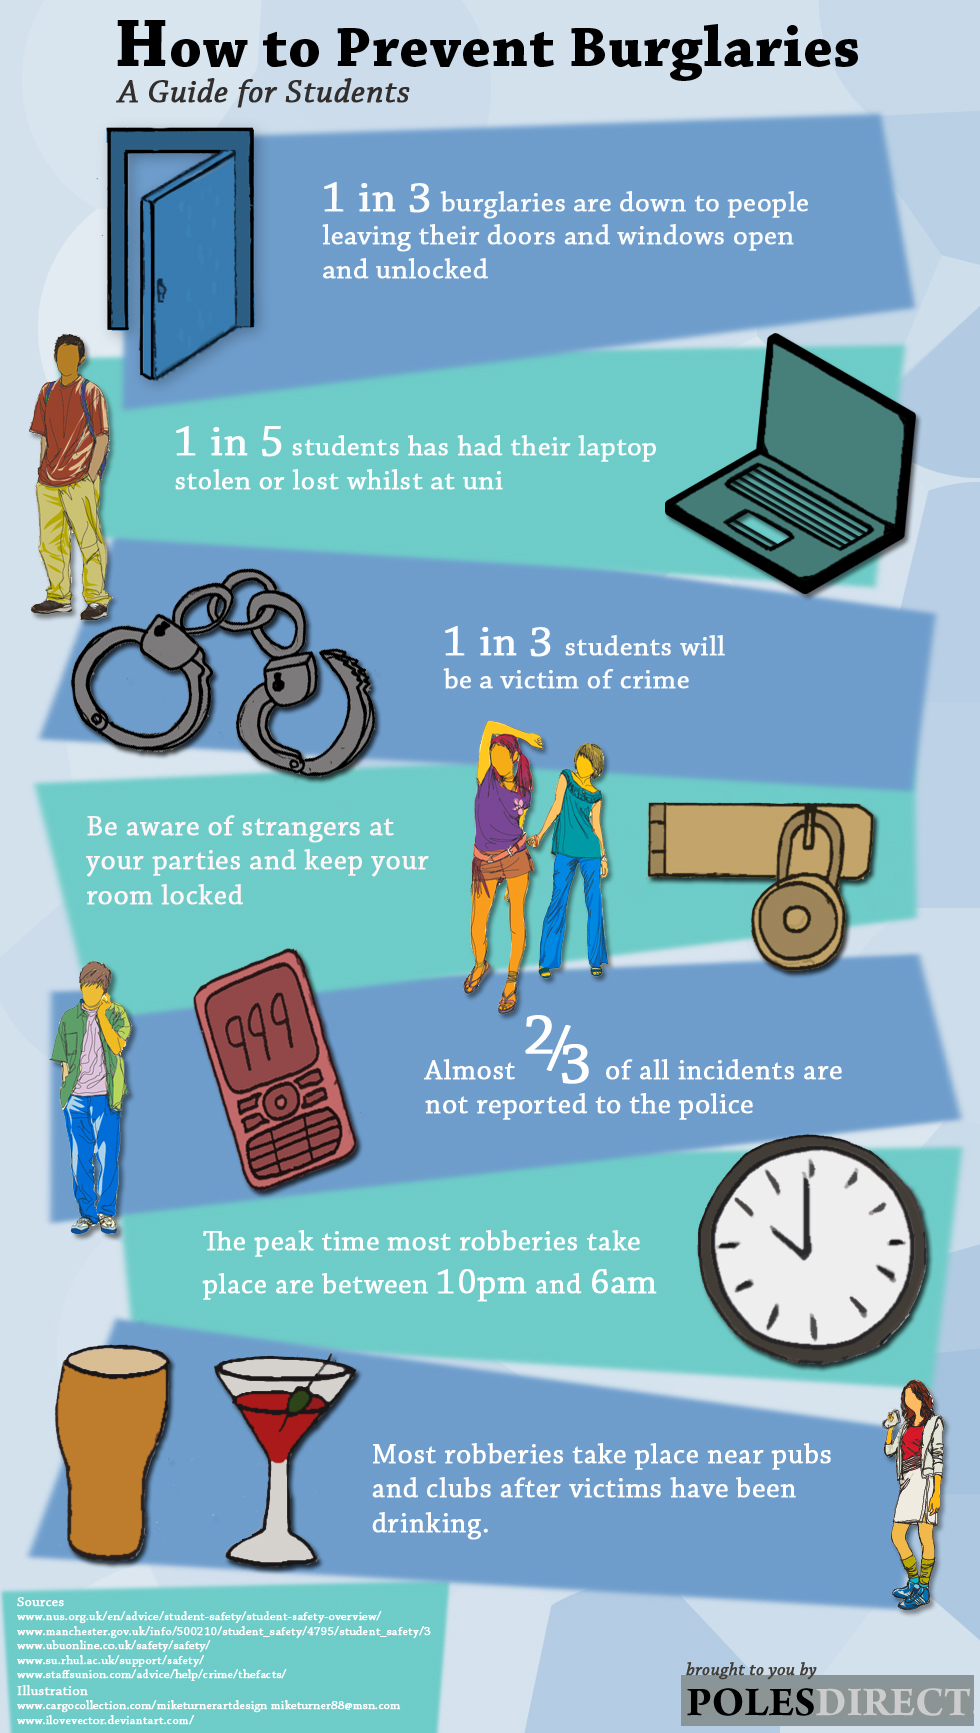 How to Prevent Burglaries
A Guide for Students
1 in 3 burglaries are down to people
leaving their doors and windows open
and unlocked
1 in 5 students has had their laptop
stolen or lost whilst at uni
1 in 3 students will
be a victim of crime
Be aware of strangers at
your parties and keep your
room locked
999
Almost 2/3 of all incidents are
not reported to the police
The peak time most robberies take
place are between 10pm and 6am
Most robberies take place near pubs
and clubs after victims have been
drinking.
Sources
www.nus.org.uk/en/advice/student-safety/student-safety-overview/
www.manchester.gov.uk/info/500210/student_safety/4795/student_safety/3
www.ubuonline.co.uk/safety/safety/
www.su.rhul.ac.uk/support/safety/
www.staffsunion.com/advice/help/crime/thefacts/
Illustration
www.cargocollection.com/miketurnerartdesign miketurner88@msn.com
www.ilovevector.deviantart.com/
brought to you by
POLESDIRECT